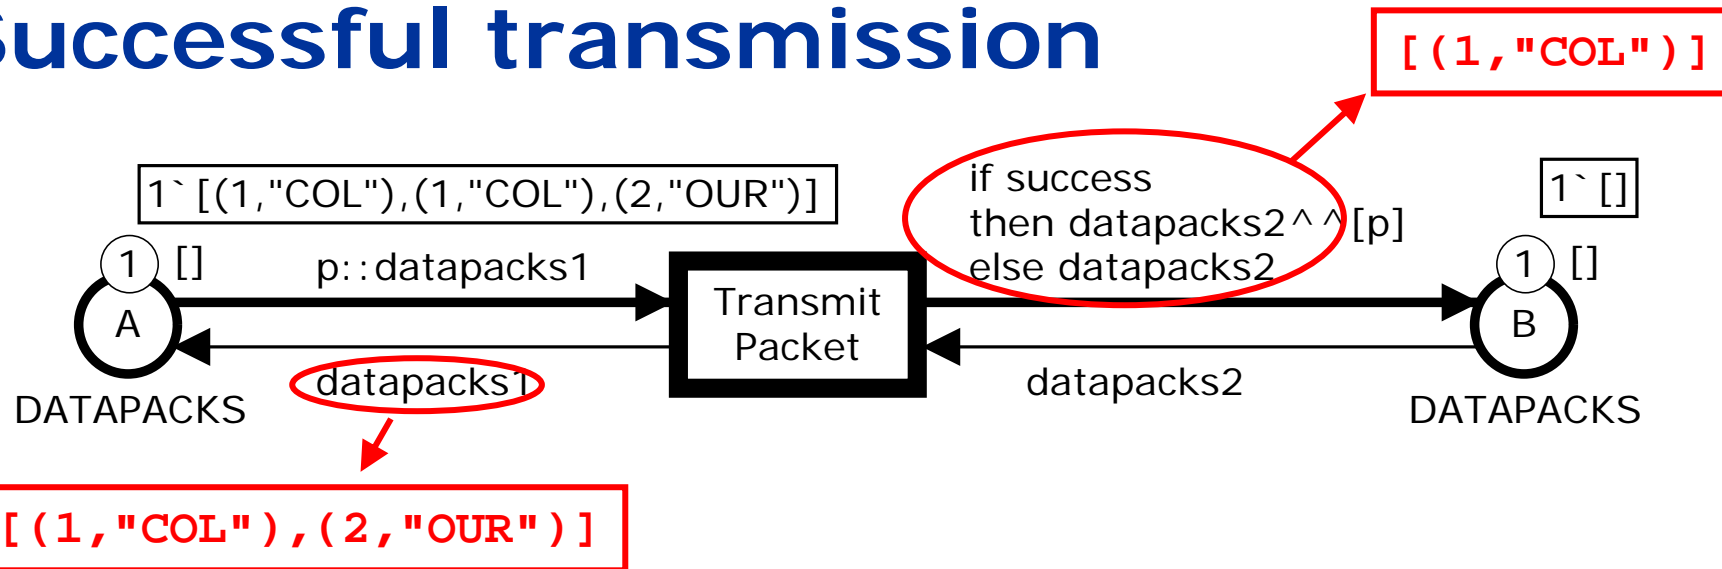 Successful transmission
[(1,"COL")]
1`[(1,"COL"),(1,"COL"),(2,"OUR")]
if success
then datapacks2^^[p]
else datapacks2
1`[]
1
[]
p::datapacks1
1
[]
A
Transmit
Packet
B
datapacks1
datapacks2
DATAPACKS
DATAPACKS
[(1,"COL"),(2,"OUR")]